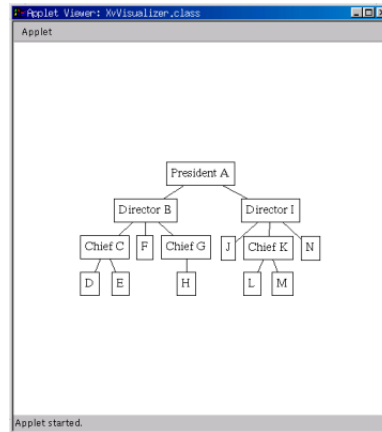 Applet Viewer: XvVisualizer.class
Applet
President A
Director B Director I
Chief C F Chief G J Chief K N
D E H L M
Applet started.